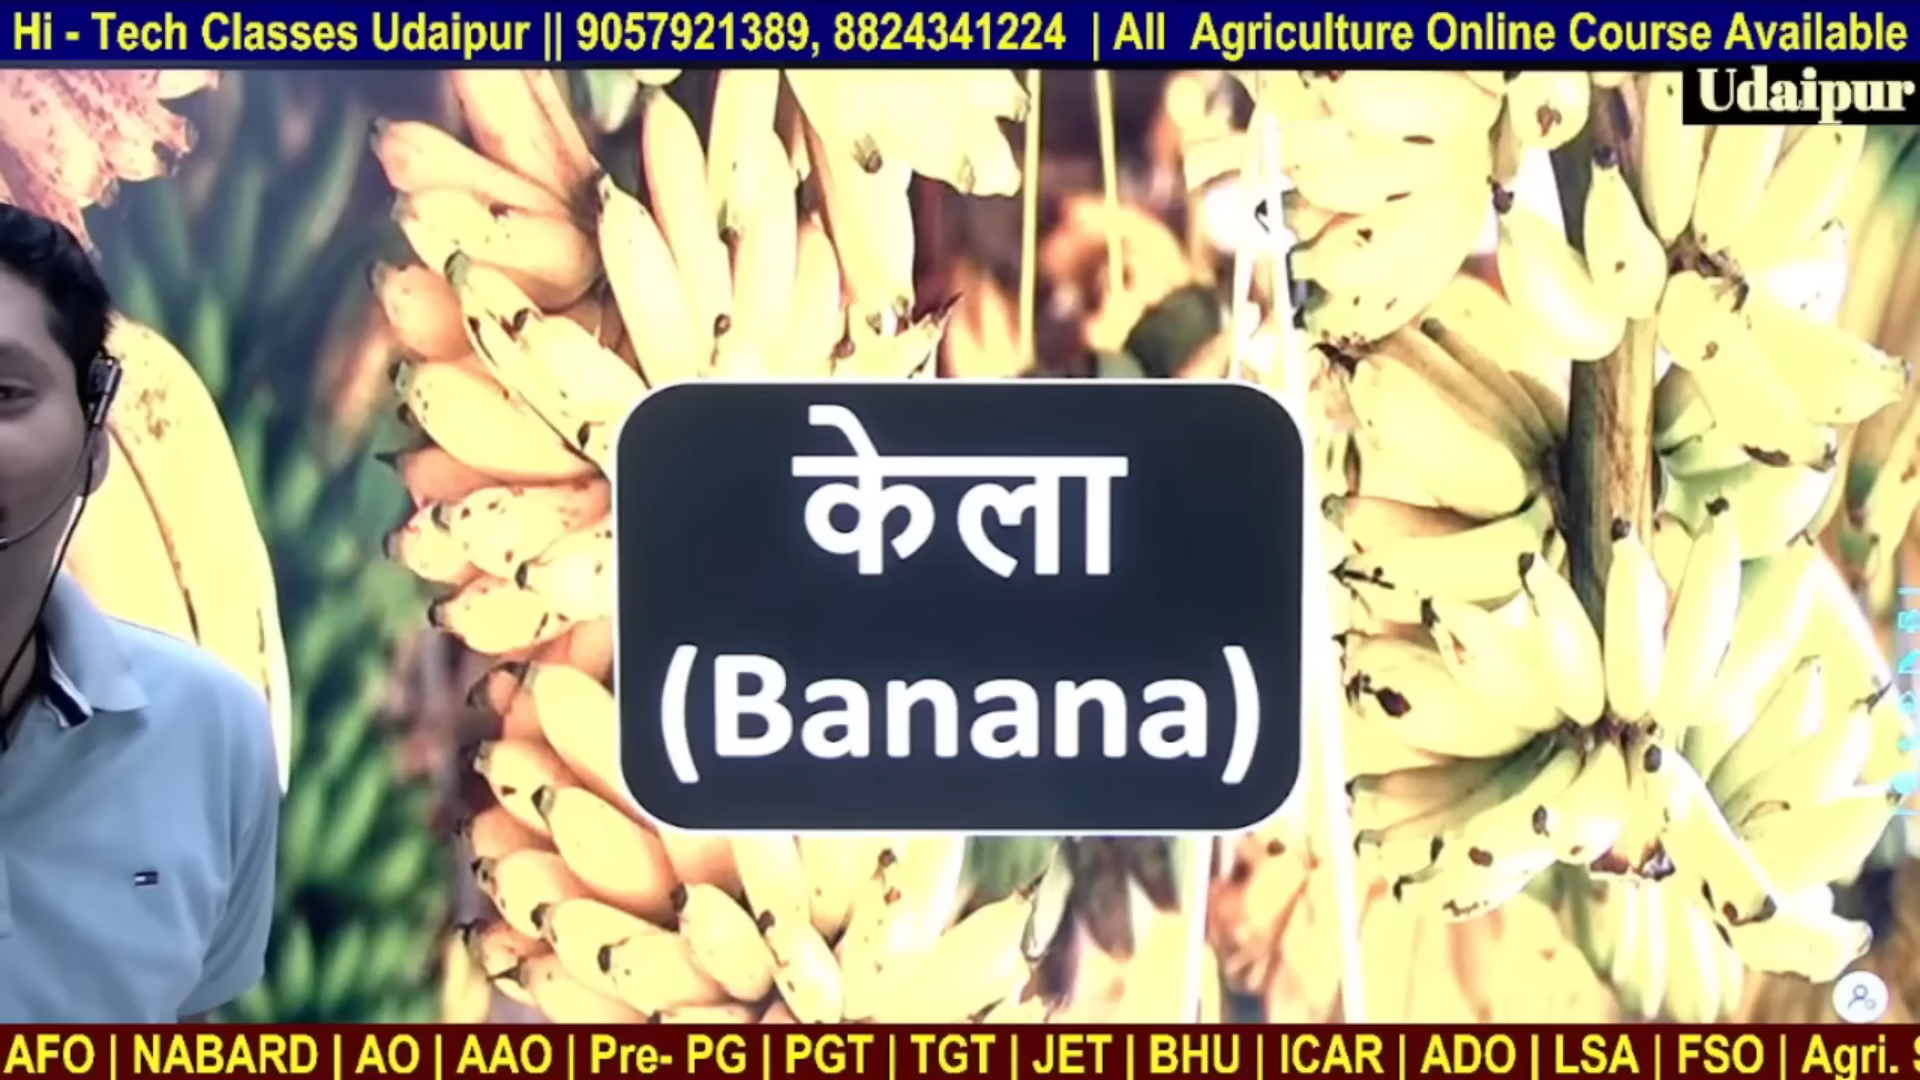 Hi - Tech Classes Udaipur || 9057921389, 8824341224 | All Agriculture Online Course Available
Udaipur
केला
(Banana)
AFO | NABARD | AO | AAO | Pre- PG | PGT | TGT | JET | BHU | ICAR | ADO | LSA | FSO | Agri.